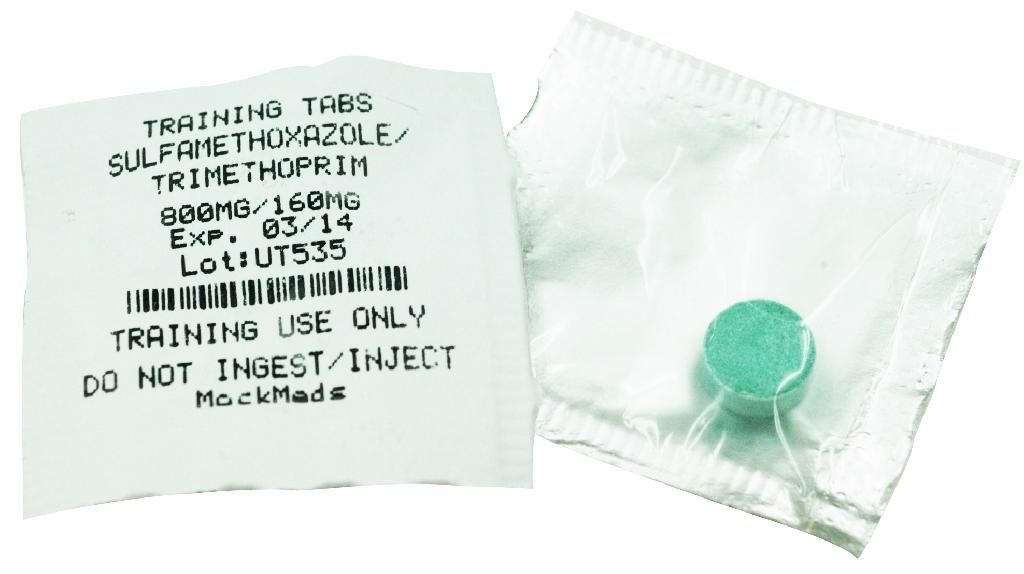 TRAINING TABS
SULFAMETHOXAZOLE/
TRIMETHOPRIM
800MG/160MG
Exp. 03/14
Lot:UT535
TRAINING USE ONLY
DO NOT INGEST/INJECT
MockMeds